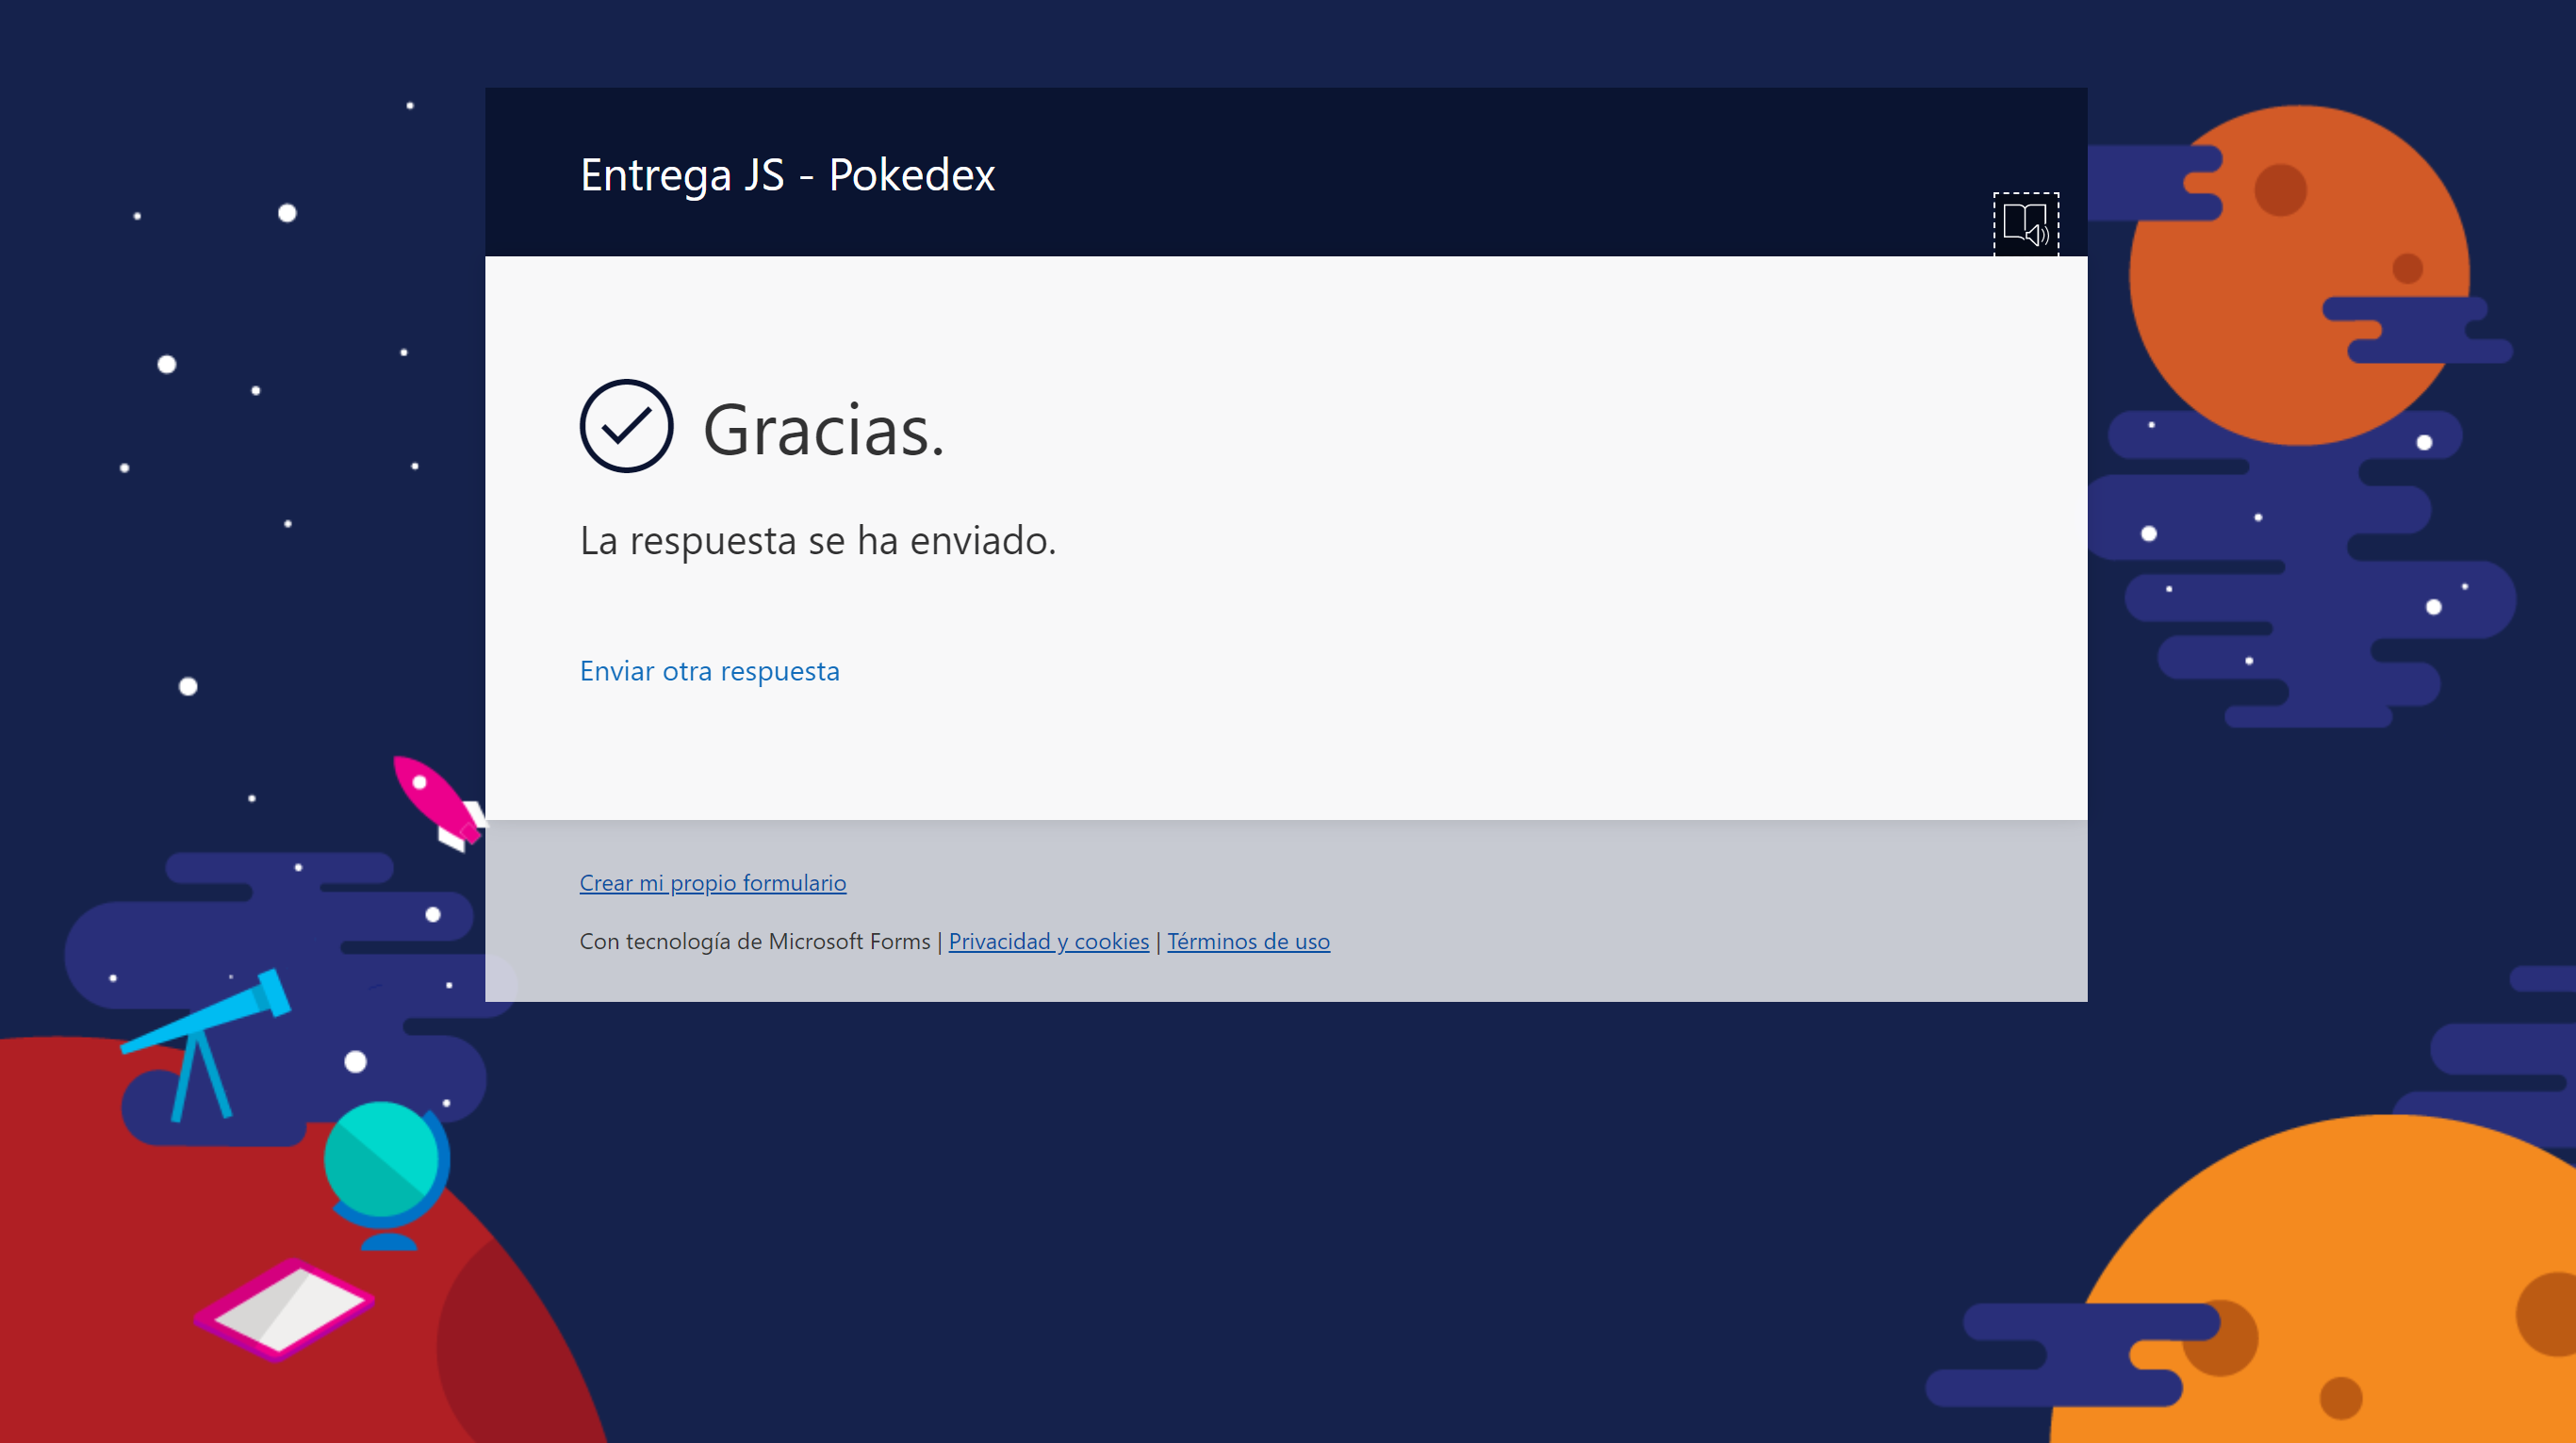 Entrega JS - Pokedex
Gracias.
La respuesta se ha enviado.
Enviar otra respuesta
Crear mi propio formulario
Con tecnología de Microsoft Forms | Privacidad y cookies | Términos de uso